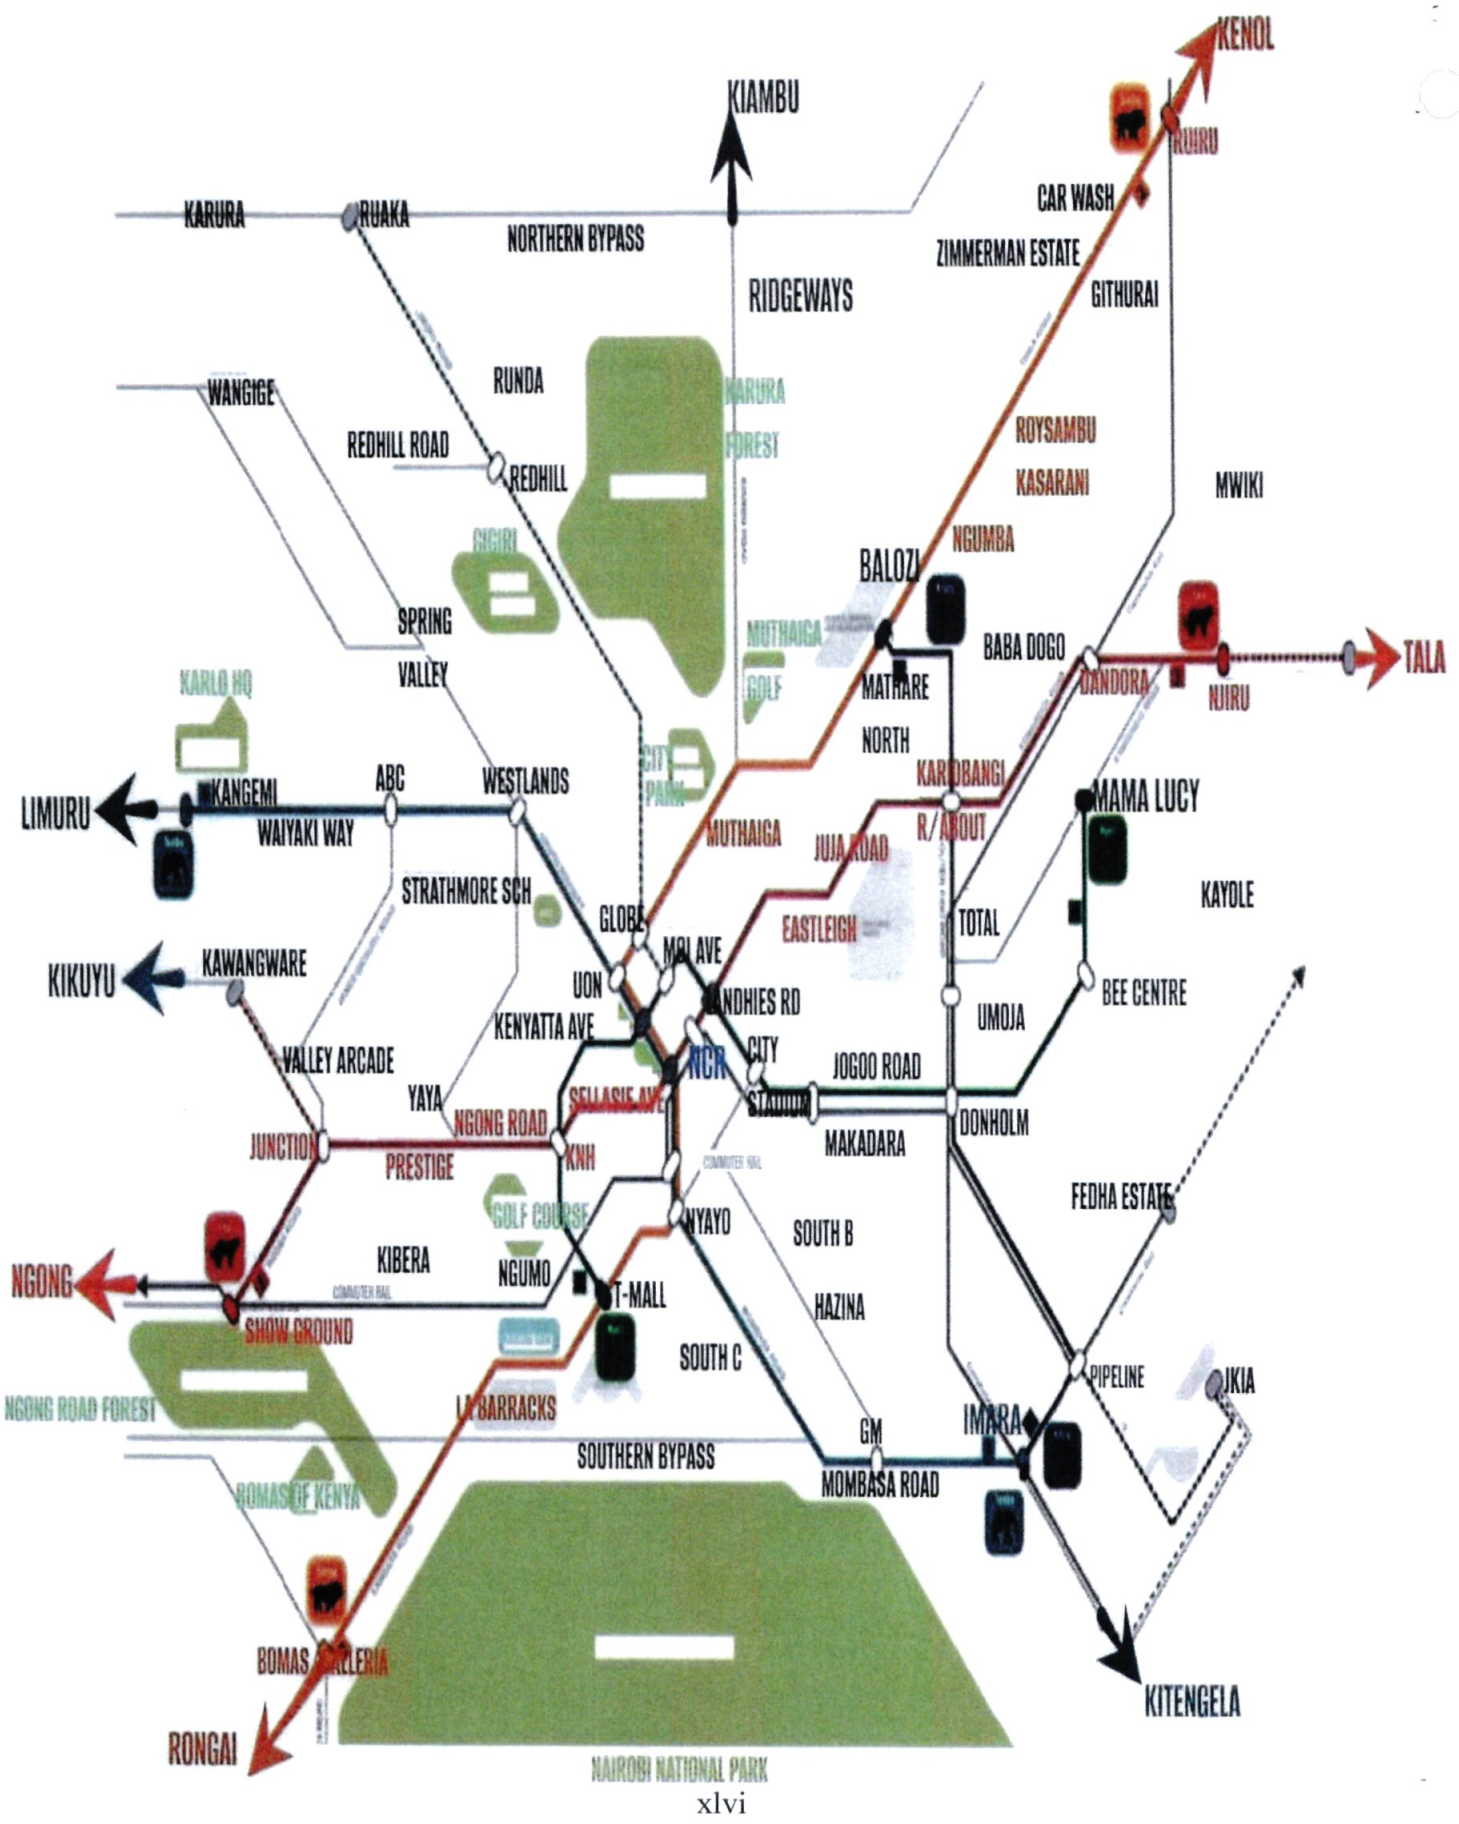 KENOL
KIAMBU
RUIRU
CAR WASH
KARURA
RUAKA
NORTHERN BYPASS
ZIMMERMAN ESTATE
RIDGEWAYS
GITHURAI
RUNDA
WANGIGE
KARURA
FOREST
ROYSAMBU
REDHILL ROAD
REDHILL
KASARANI
MWIKI
GIGIRI
NGUMBA
BALOZI
SPRING
VALLEY
MUTHAIGA
GOLF
BABA DOGO
TALA
KARLO HQ
MATHARE
NORTH
DANDORA
NJIRU
CITY
PARK
KARIOBANGI
R/ABOUT
LIMURU
KANGEMI
ABC
WESTLANDS
MAMA LUCY
WAIYAKI WAY
MUTHAIGA
JUJA ROAD
STRATHMORE SCH
KAYOLE
GLOBE
EASTLEIGH
TOTAL
KIKUYU
KAWANGWARE
MOI AVE
UON
LANDHIES RD
BEE CENTRE
KENYATTA AVE
UMOJA
VALLEY ARCADE
NCR
CITY
STADIUM
JOGOO ROAD
YAYA
SELLASIE AVE
NGONG ROAD
DONHOLM
JUNCTION
PRESTIGE
KNH
MAKADARA
COMMUTER RAIL
FEDHA ESTATE
GOLF COURSE
NYAYO
SOUTH B
KIBERA
NGUMO
NGONG
COMMUTER RAIL
T-MALL
HAZINA
SHOW GROUND
SOUTH C
PIPELINE
JKIA
NGONG ROAD FOREST
LA BARRACKS
IMARA
GM
SOUTHERN BYPASS
MOMBASA ROAD
BOMAS OF KENYA
BOMAS GALLERIA
KITENGELA
RONGAI
NAIROBI NATIONAL PARK
xlvi